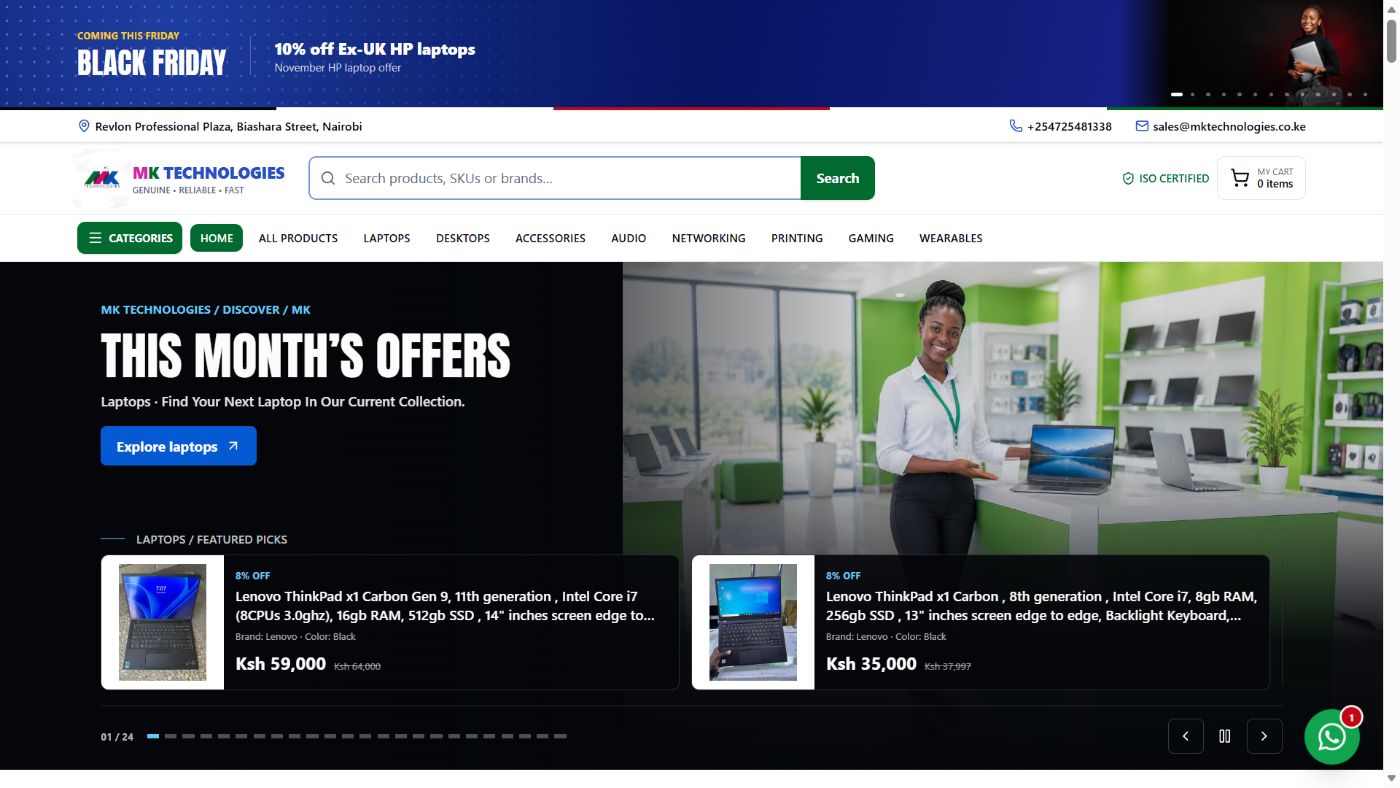 COMING THIS FRIDAY
BLACK FRIDAY
10% off Ex-UK HP laptops
November HP laptop offer
Revlon Professional Plaza, Biashara Street, Nairobi
+254725481338
sales@mktechnologies.co.ke
MK TECHNOLOGIES
GENUINE • RELIABLE • FAST
Search products, SKUs or brands...
Search
ISO CERTIFIED
MY CART
0 items
CATEGORIES
HOME
ALL PRODUCTS
LAPTOPS
DESKTOPS
ACCESSORIES
AUDIO
NETWORKING
PRINTING
GAMING
WEARABLES
MK TECHNOLOGIES / DISCOVER / MK
THIS MONTH’S OFFERS
Laptops · Find Your Next Laptop In Our Current Collection.
Explore laptops
LAPTOPS / FEATURED PICKS
8% OFF
Lenovo ThinkPad x1 Carbon Gen 9, 11th generation , Intel Core i7
(8CPUs 3.0ghz), 16gb RAM, 512gb SSD , 14" inches screen edge to...
Brand: Lenovo · Color: Black
Ksh 59,000 Ksh 64,000
8% OFF
Lenovo ThinkPad x1 Carbon , 8th generation , Intel Core i7, 8gb RAM,
256gb SSD , 13" inches screen edge to edge, Backlight Keyboard,...
Brand: Lenovo · Color: Black
Ksh 35,000 Ksh 37,997
01 / 24
1